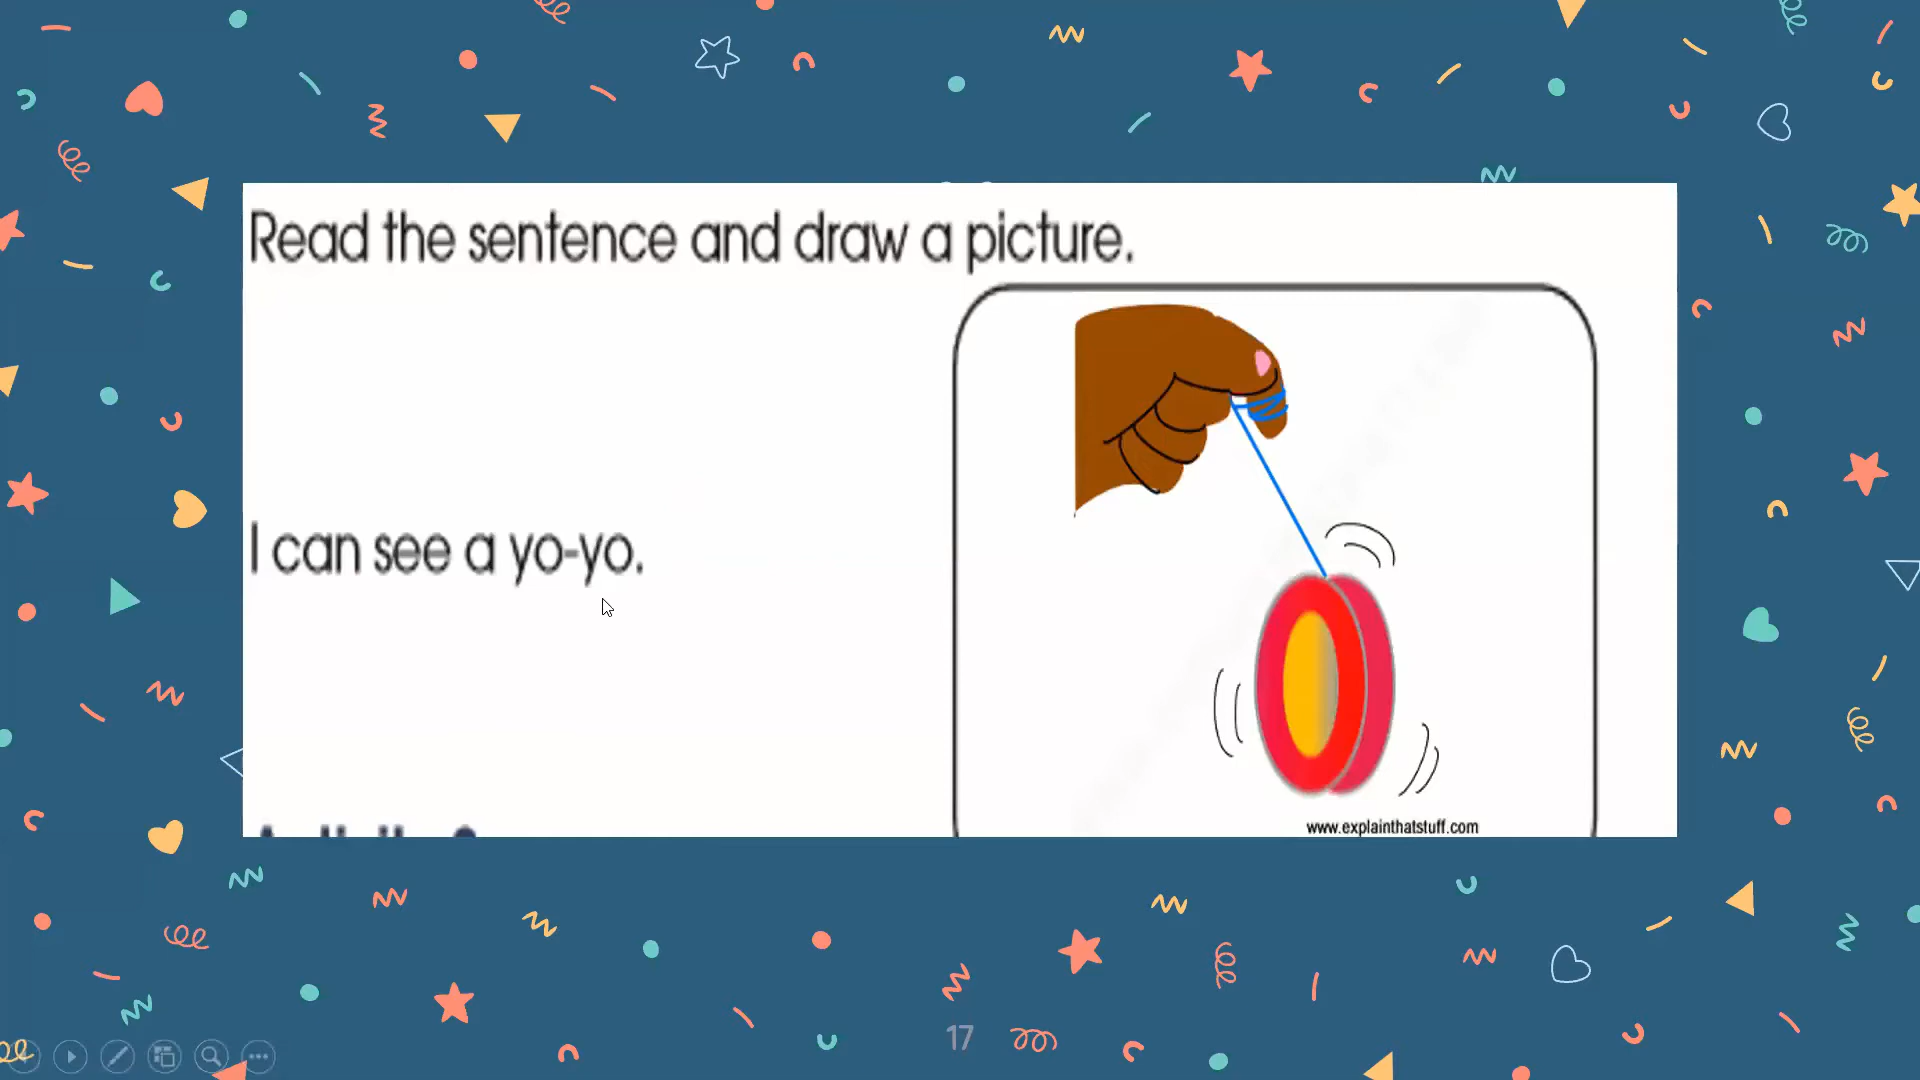 Read the sentence and draw a picture.
I can see a yo-yo.
www.explainthatstuff.com
17